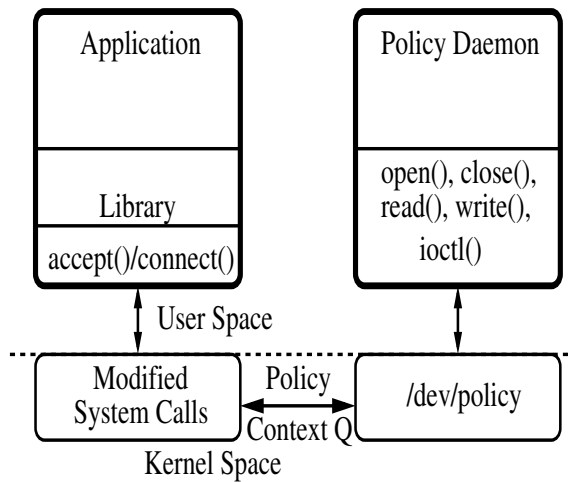 Application
Library
accept()/connect()
Policy Daemon
open(), close(),
read(), write(),
ioctl()
User Space
Modified
System Calls
Policy
Context Q
/dev/policy
Kernel Space